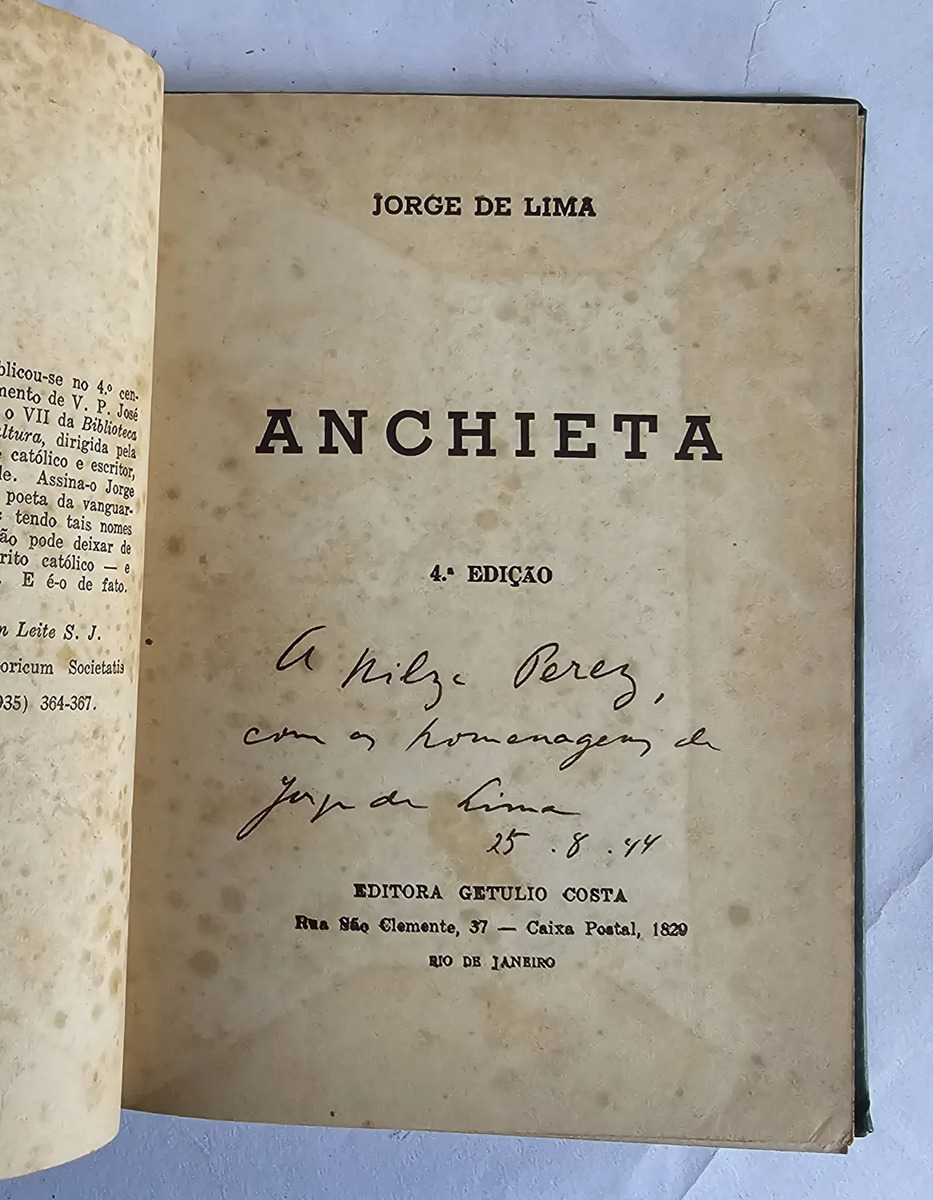 blicou-se no 4.º cen-
mento de V. P. José
o VII da Biblioteca
ltura, dirigida pela
e católico e escritor,
de. Assina-o Jorge
poeta da vanguar-
: tendo tais nomes
ão pode deixar de
rito católico — e
. E é-o de fato.
m Leite S. J.
oricum Societatis
935) 364-367.
JORGE DE LIMA
ANCHIETA
4.ª EDIÇÃO
A Nilze Perez,
com as homenagens de
Jorge de Lima
25 . 8 . 44
EDITORA GETULIO COSTA
Rua São Clemente, 37 — Caixa Postal, 1829
RIO DE JANEIRO